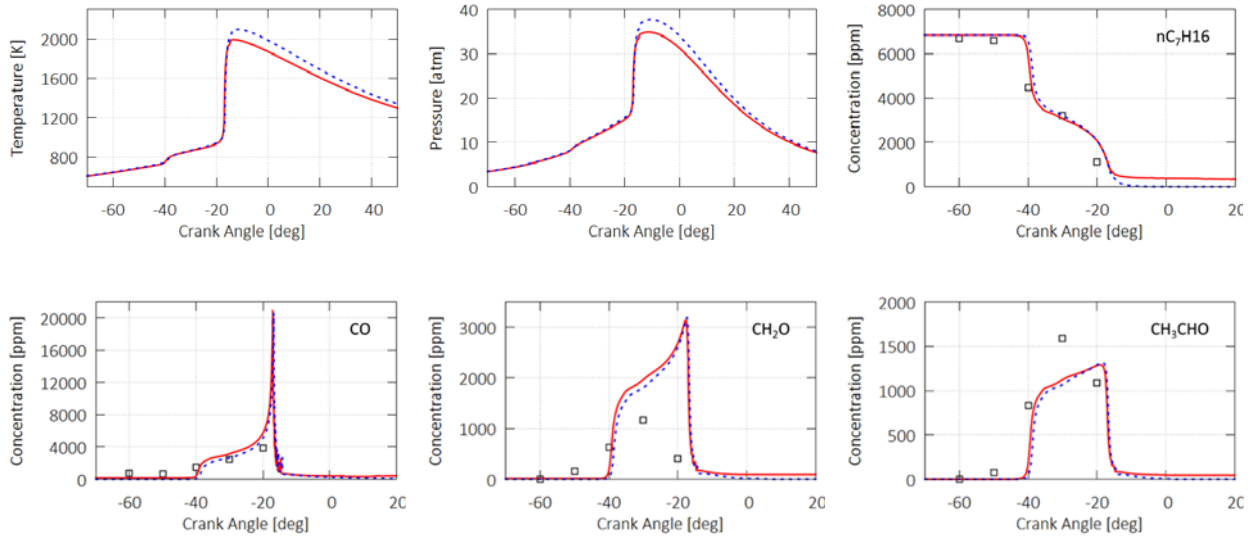 Temperature [K]
2000
1600
1200
800
-60 -40 -20 0 20 40
Crank Angle [deg]
Pressure [atm]
40
30
20
10
0
-60 -40 -20 0 20 40
Crank Angle [deg]
Concentration [ppm]
8000
6000
4000
2000
0
nC₇H16
-60 -40 -20 0 20
Crank Angle [deg]
Concentration [ppm]
20000
16000
12000
8000
4000
0
CO
-60 -40 -20 0 20
Crank Angle [deg]
Concentration [ppm]
3000
2000
1000
0
CH₂O
-60 -40 -20 0 20
Crank Angle [deg]
Concentration [ppm]
2000
1500
1000
500
0
CH₃CHO
-60 -40 -20 0 20
Crank Angle [deg]